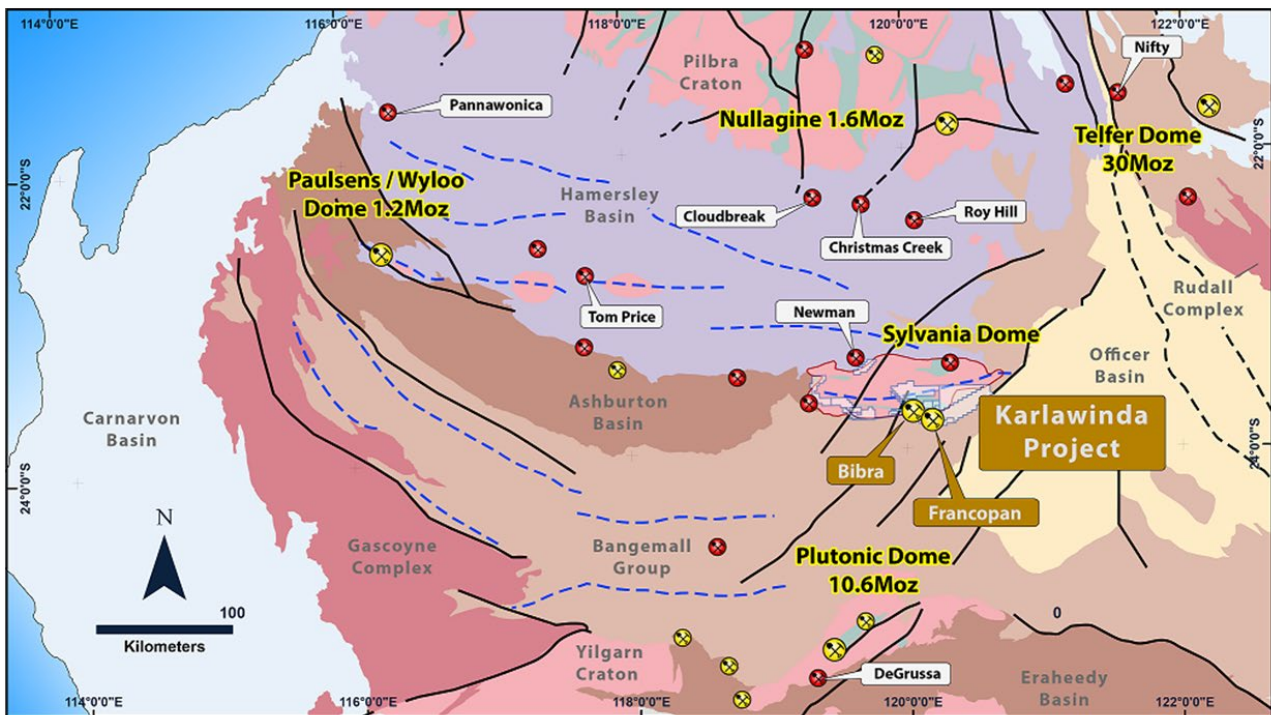 114°0'0"E
116°0'0"E
118°0'0"E
120°0'0"E
122°0'0"E
Nifty
Pilbra
Craton
Pannawonica
Nullagine 1.6Moz
Telfer Dome
30Moz
22°0'0"S
22°0'0"S
Paulsens / Wyloo
Dome 1.2Moz
Hamersley
Basin
Cloudbreak
Roy Hill
Christmas Creek
Rudall
Complex
Tom Price
Newman
Sylvania Dome
Officer
Basin
Ashburton
Basin
Carnarvon
Basin
Karlawinda
Project
24°0'0"S
24°0'0"S
Bibra
Francopan
N
Gascoyne
Complex
Bangemall
Group
Plutonic Dome
10.6Moz
100
0
Kilometers
Yilgarn
Craton
DeGrussa
Eraheedy
Basin
114°0'0"E
116°0'0"E
118°0'0"E
120°0'0"E
122°0'0"E